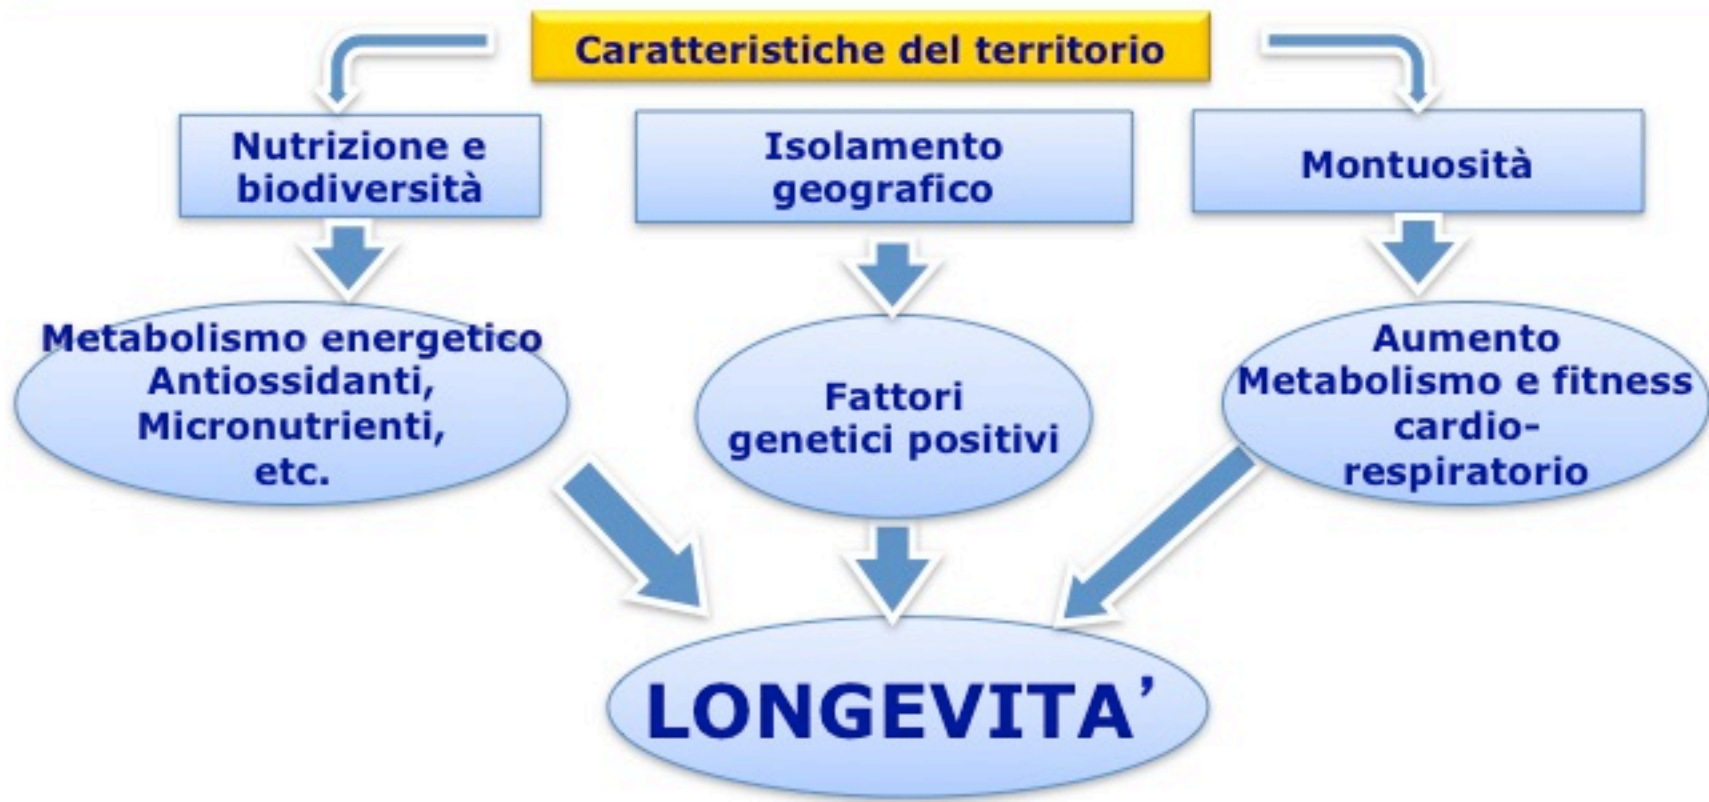 Caratteristiche del territorio
Nutrizione e
biodiversità
Isolamento
geografico
Montuosità
Metabolismo energetico
Antiossidanti,
Micronutrienti,
etc.
Fattori
genetici positivi
Aumento
Metabolismo e fitness
cardio-
respiratorio
LONGEVITA’